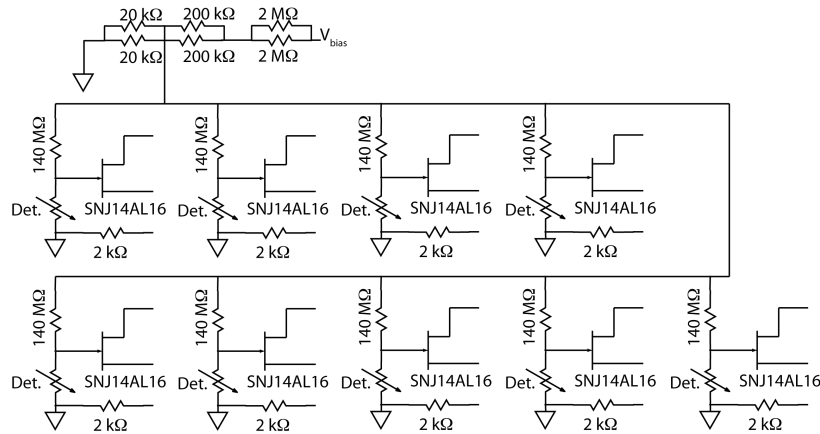 20 kΩ 200 kΩ 2 MΩ
V_bias
20 kΩ 200 kΩ 2 MΩ
140 MΩ 140 MΩ 140 MΩ 140 MΩ
Det. SNJ14AL16 Det. SNJ14AL16 Det. SNJ14AL16 Det. SNJ14AL16
2 kΩ 2 kΩ 2 kΩ 2 kΩ
140 MΩ 140 MΩ 140 MΩ 140 MΩ 140 MΩ
Det. SNJ14AL16 Det. SNJ14AL16 Det. SNJ14AL16 Det. SNJ14AL16 Det. SNJ14AL16
2 kΩ 2 kΩ 2 kΩ 2 kΩ 2 kΩ